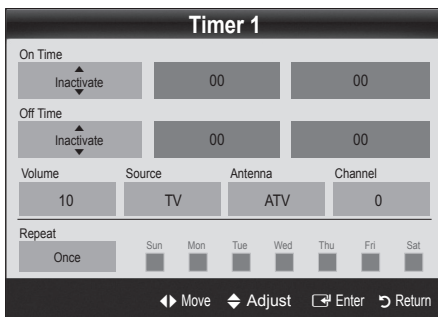 Timer 1
On Time
Inactivate 00 00
Off Time
Inactivate 00 00
Volume Source Antenna Channel
10 TV ATV 0
Repeat
Once Sun Mon Tue Wed Thu Fri Sat
Move Adjust Enter Return